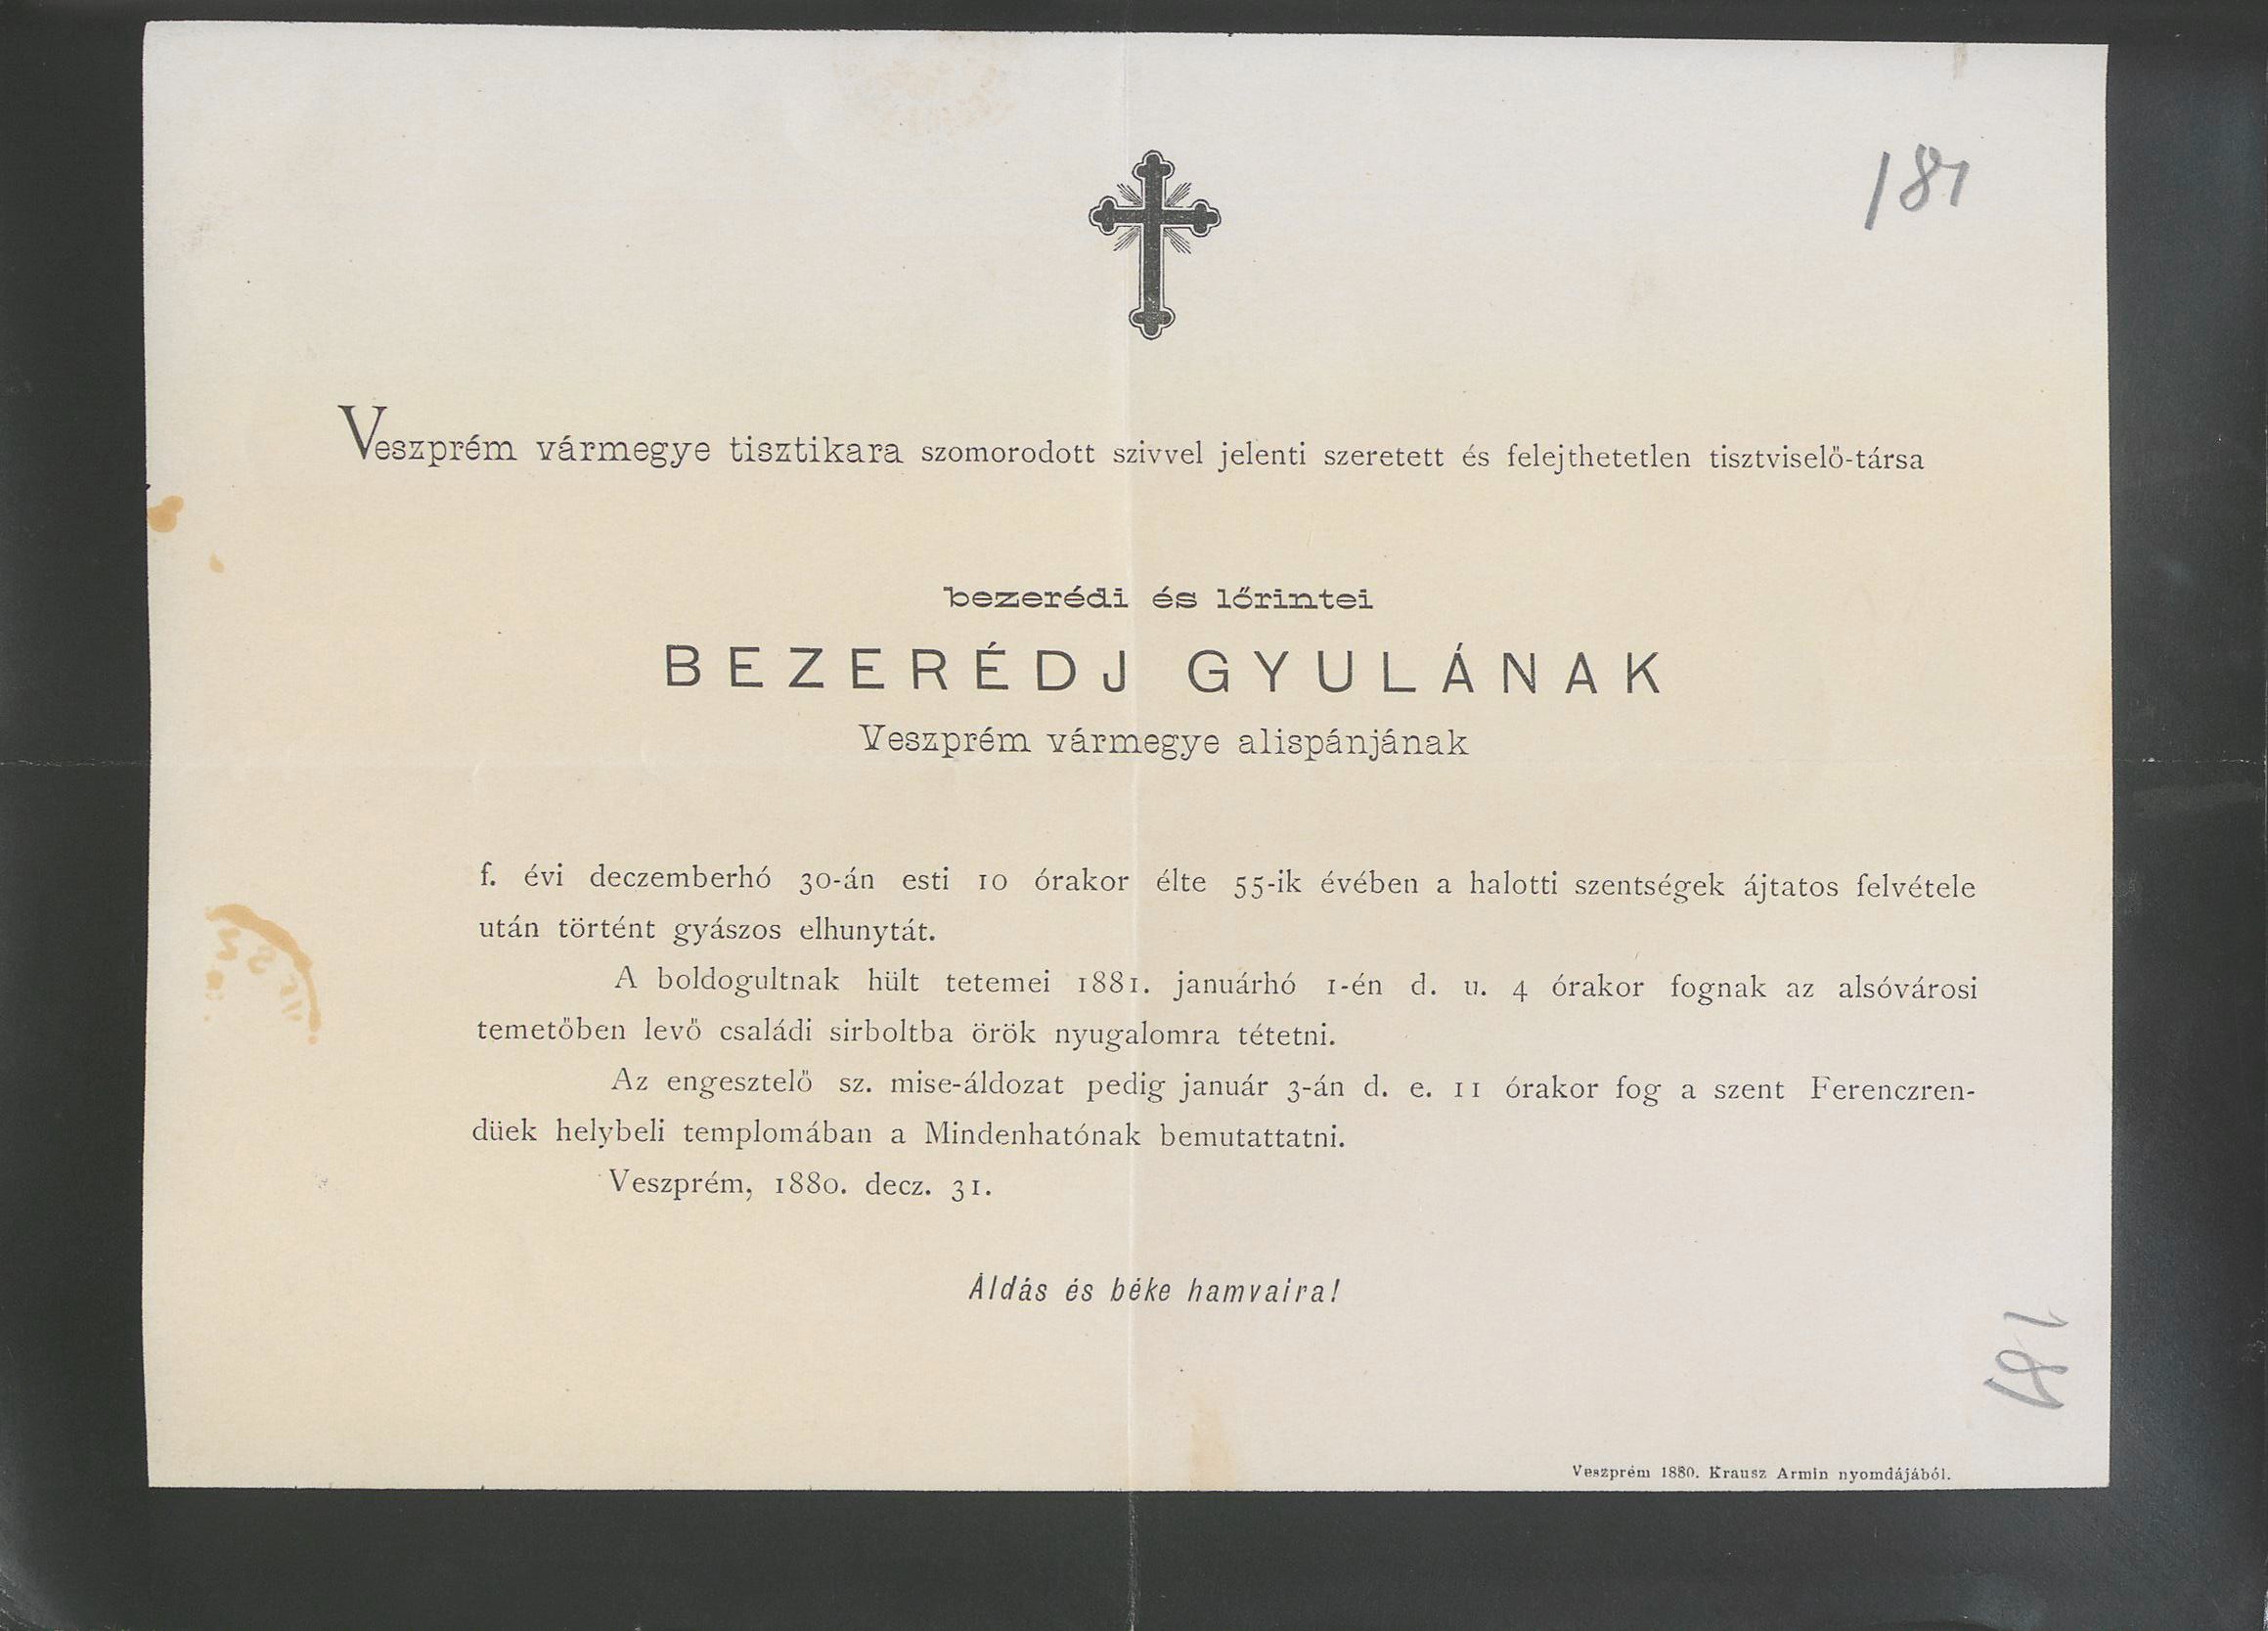 181
Veszprém vármegye tisztikara szomorodott szivvel jelenti szeretett és felejthetetlen tisztviselő-társa
bezerédi és lőrintei
BEZERÉDJ GYULÁNAK
Veszprém vármegye alispánjának
f. évi deczemberhó 30-án esti 10 órakor élte 55-ik évében a halotti szentségek ájtatos felvétele
után történt gyászos elhunytát.
A boldogultnak hült tetemei 1881. januárhó 1-én d. u. 4 órakor fognak az alsóvárosi
temetőben levő családi sirboltba örök nyugalomra tétetni.
Az engesztelő sz. mise-áldozat pedig január 3-án d. e. 11 órakor fog a szent Ferenczren-
düek helybeli templomában a Mindenhatónak bemutattatni.
Veszprém, 1880. decz. 31.
Áldás és béke hamvaira!
181
Veszprém 1880. Krausz Armin nyomdájából.